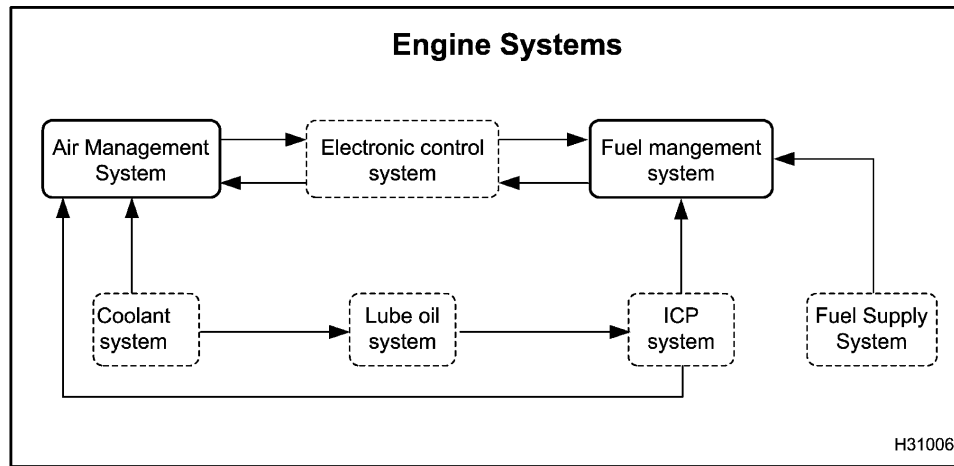 Engine Systems
Air Management
System
Electronic control
system
Fuel mangement
system
Coolant
system
Lube oil
system
ICP
system
Fuel Supply
System
H31006